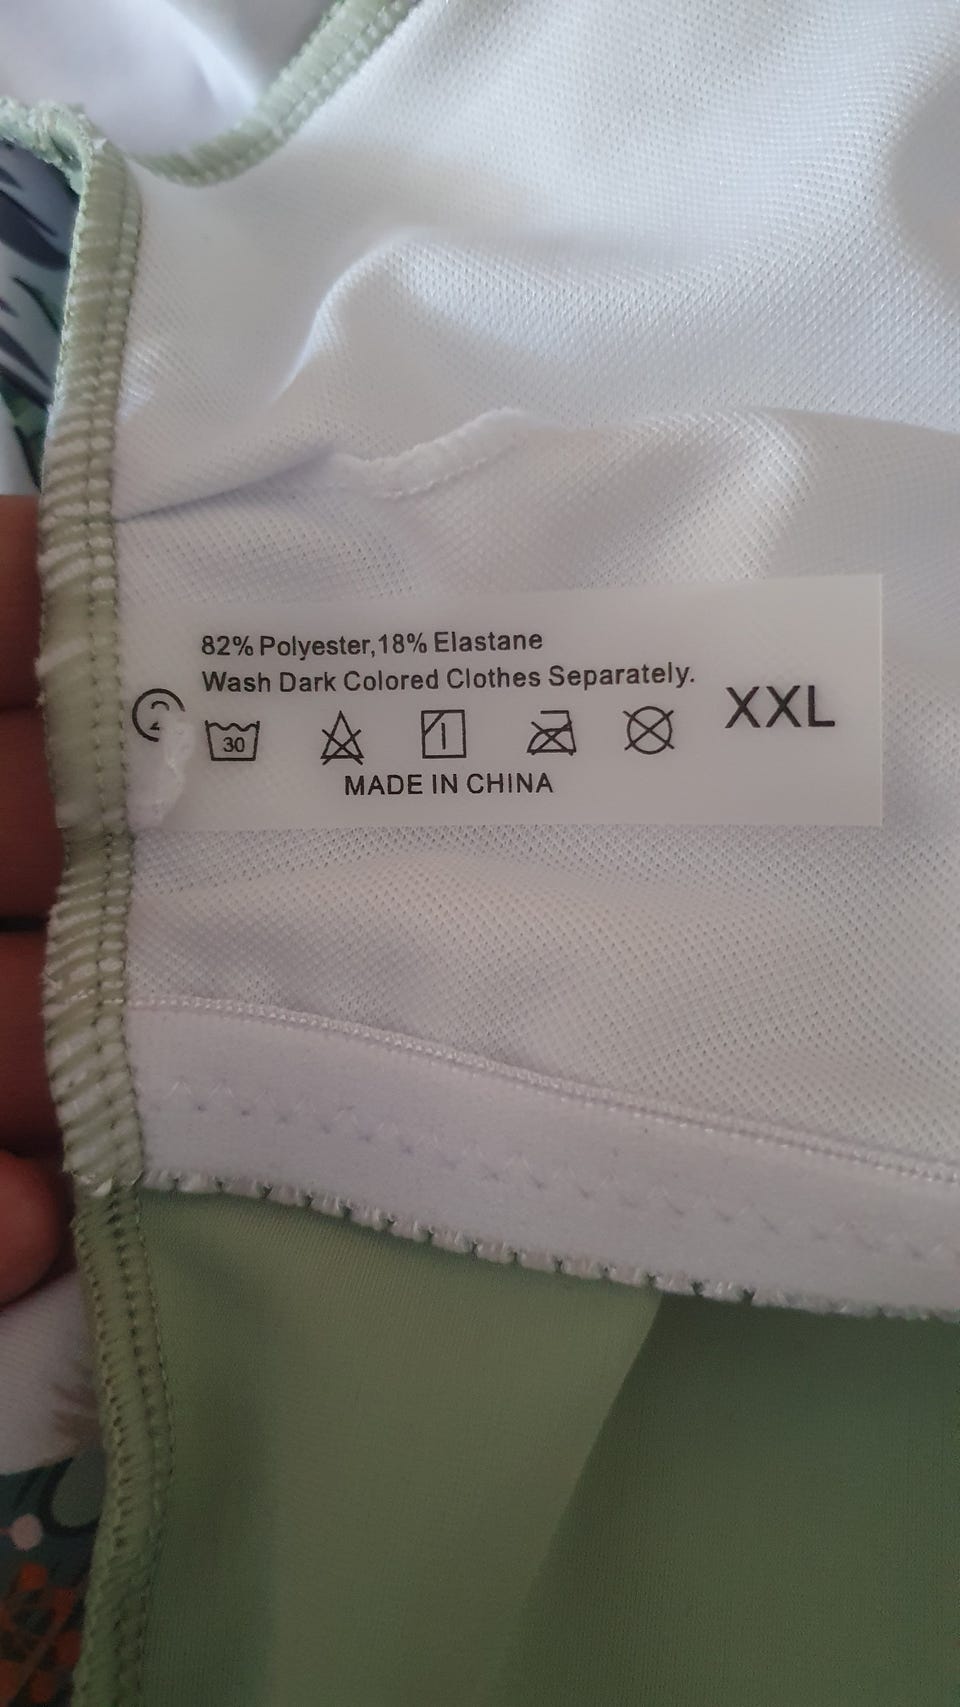 82% Polyester,18% Elastane
Wash Dark Colored Clothes Separately.
XXL
30
MADE IN CHINA